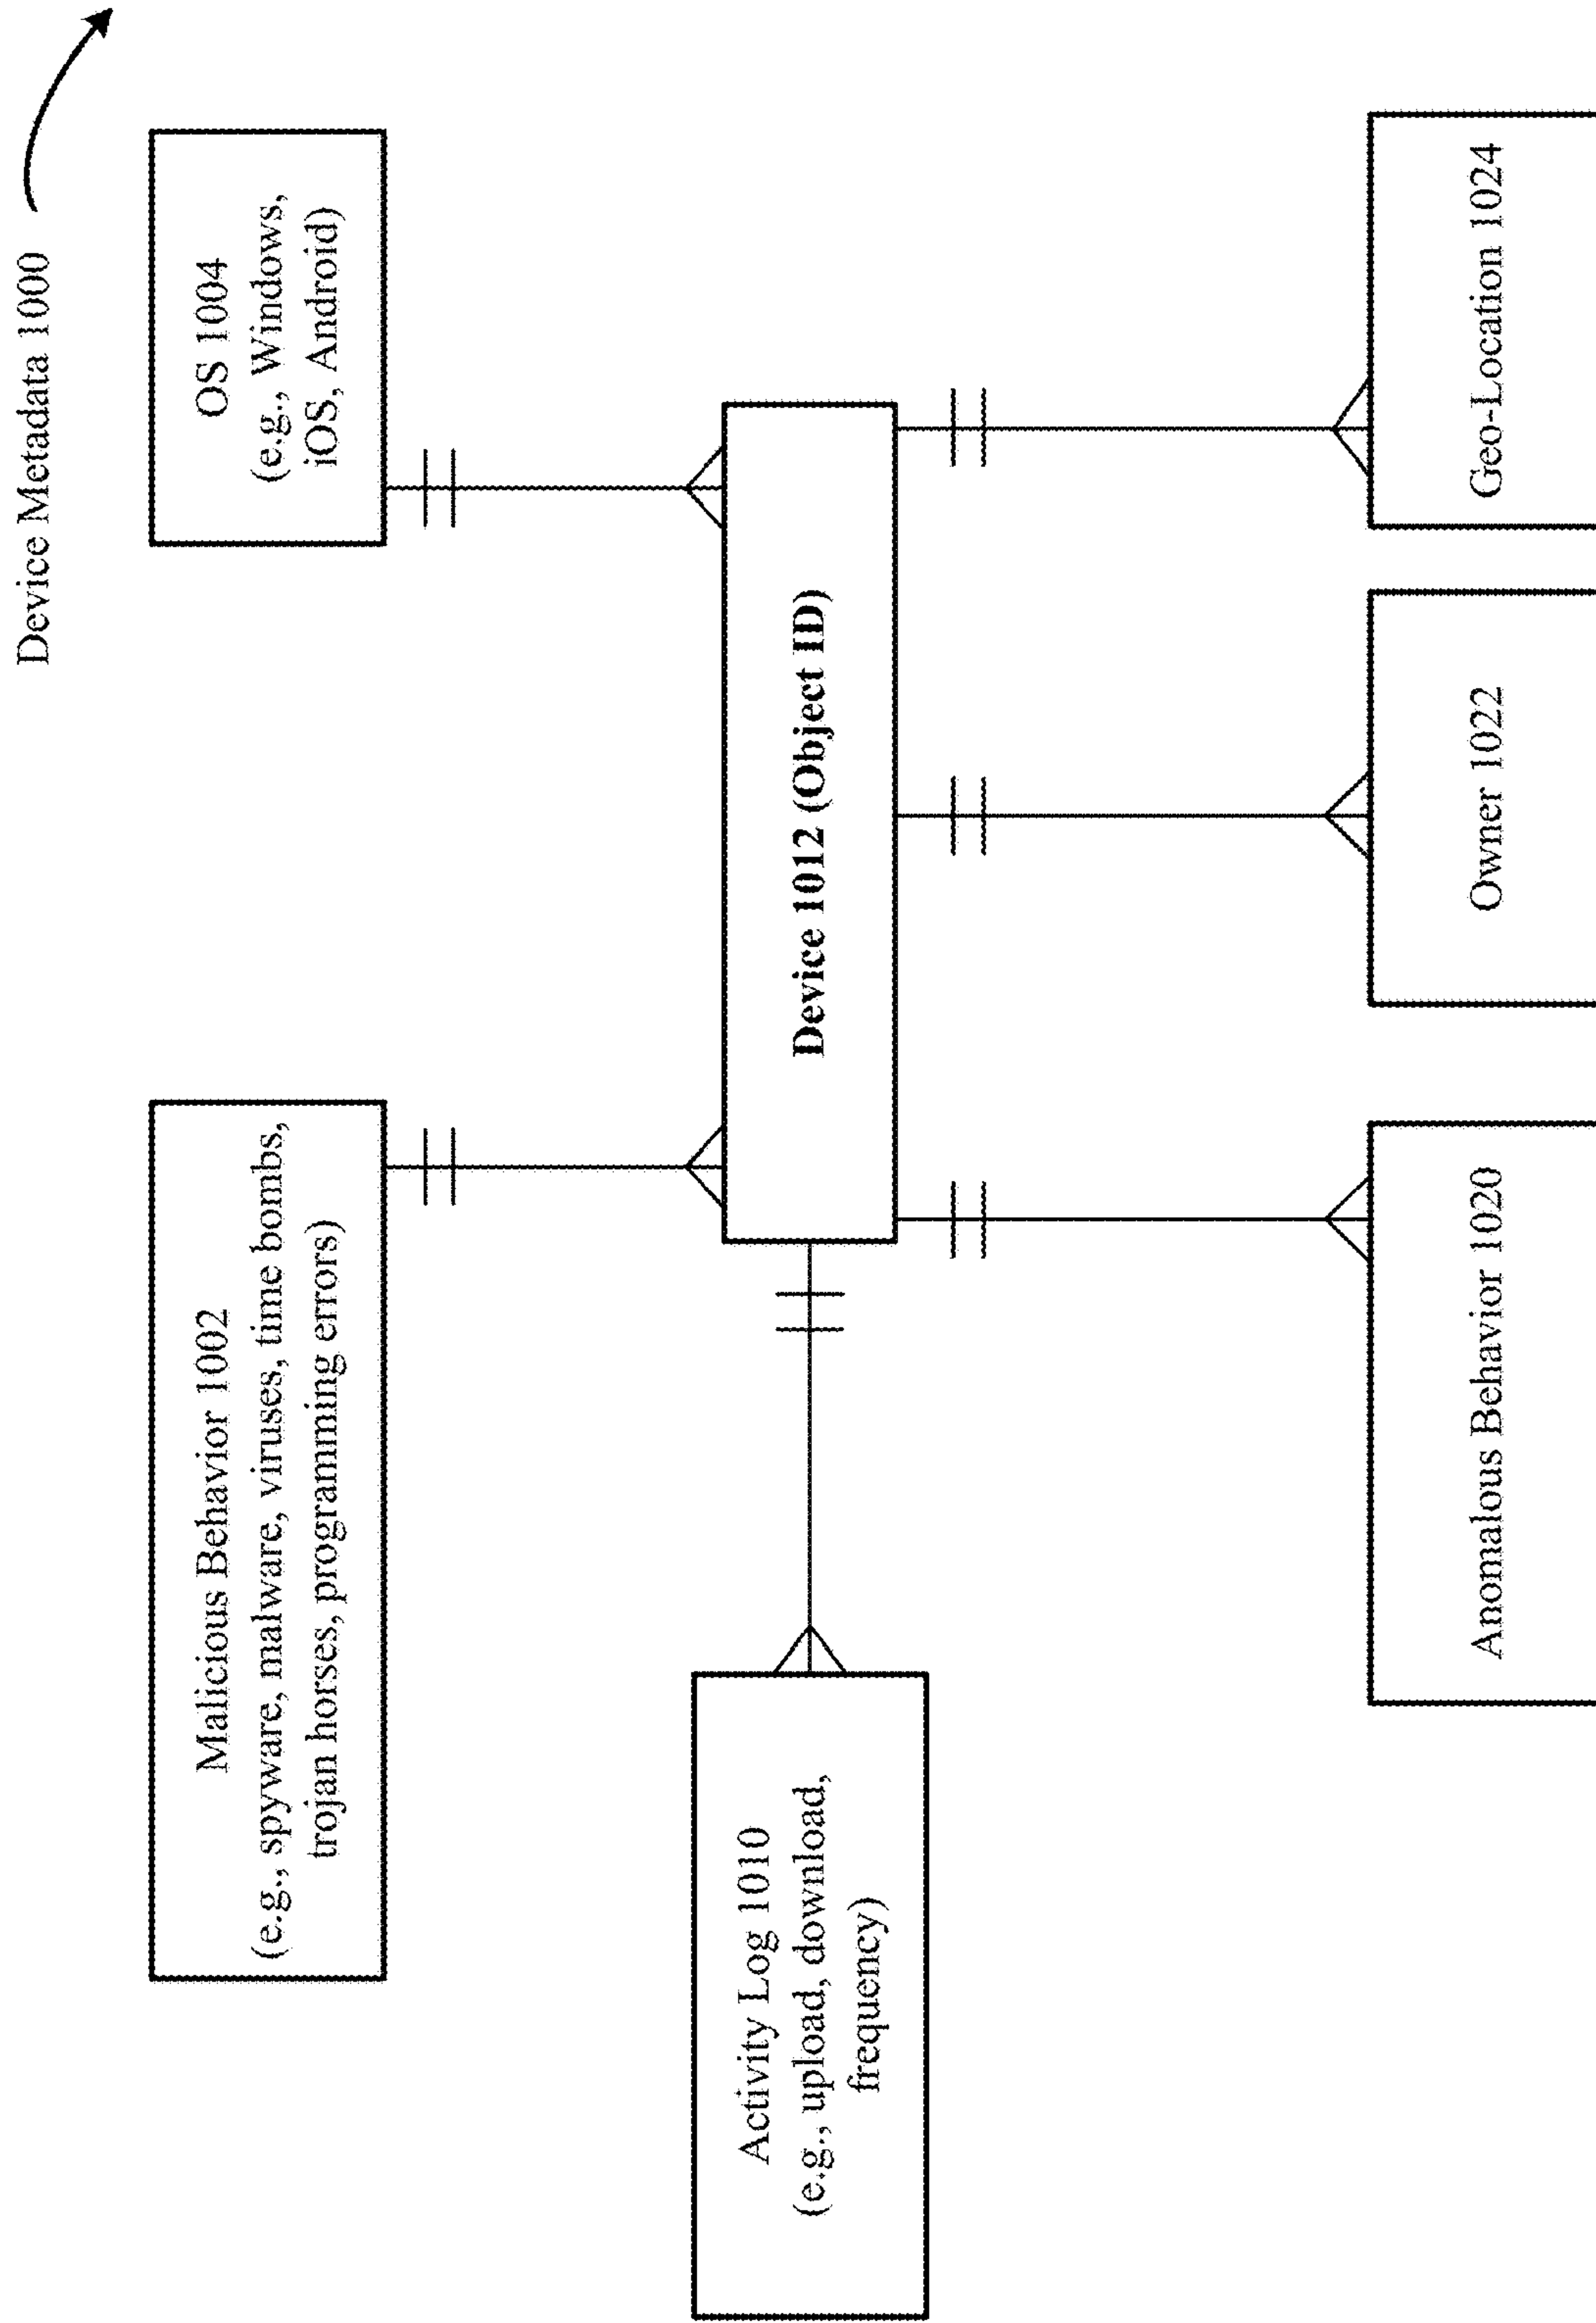 Device Metadata 1000
Malicious Behavior 1002
(e.g., spyware, malware, viruses, time bombs,
trojan horses, programming errors)
OS 1004
(e.g., Windows,
iOS, Android)
Activity Log 1010
(e.g., upload, download,
frequency)
Device 1012 (Object ID)
Anomalous Behavior 1020
Owner 1022
Geo-Location 1024